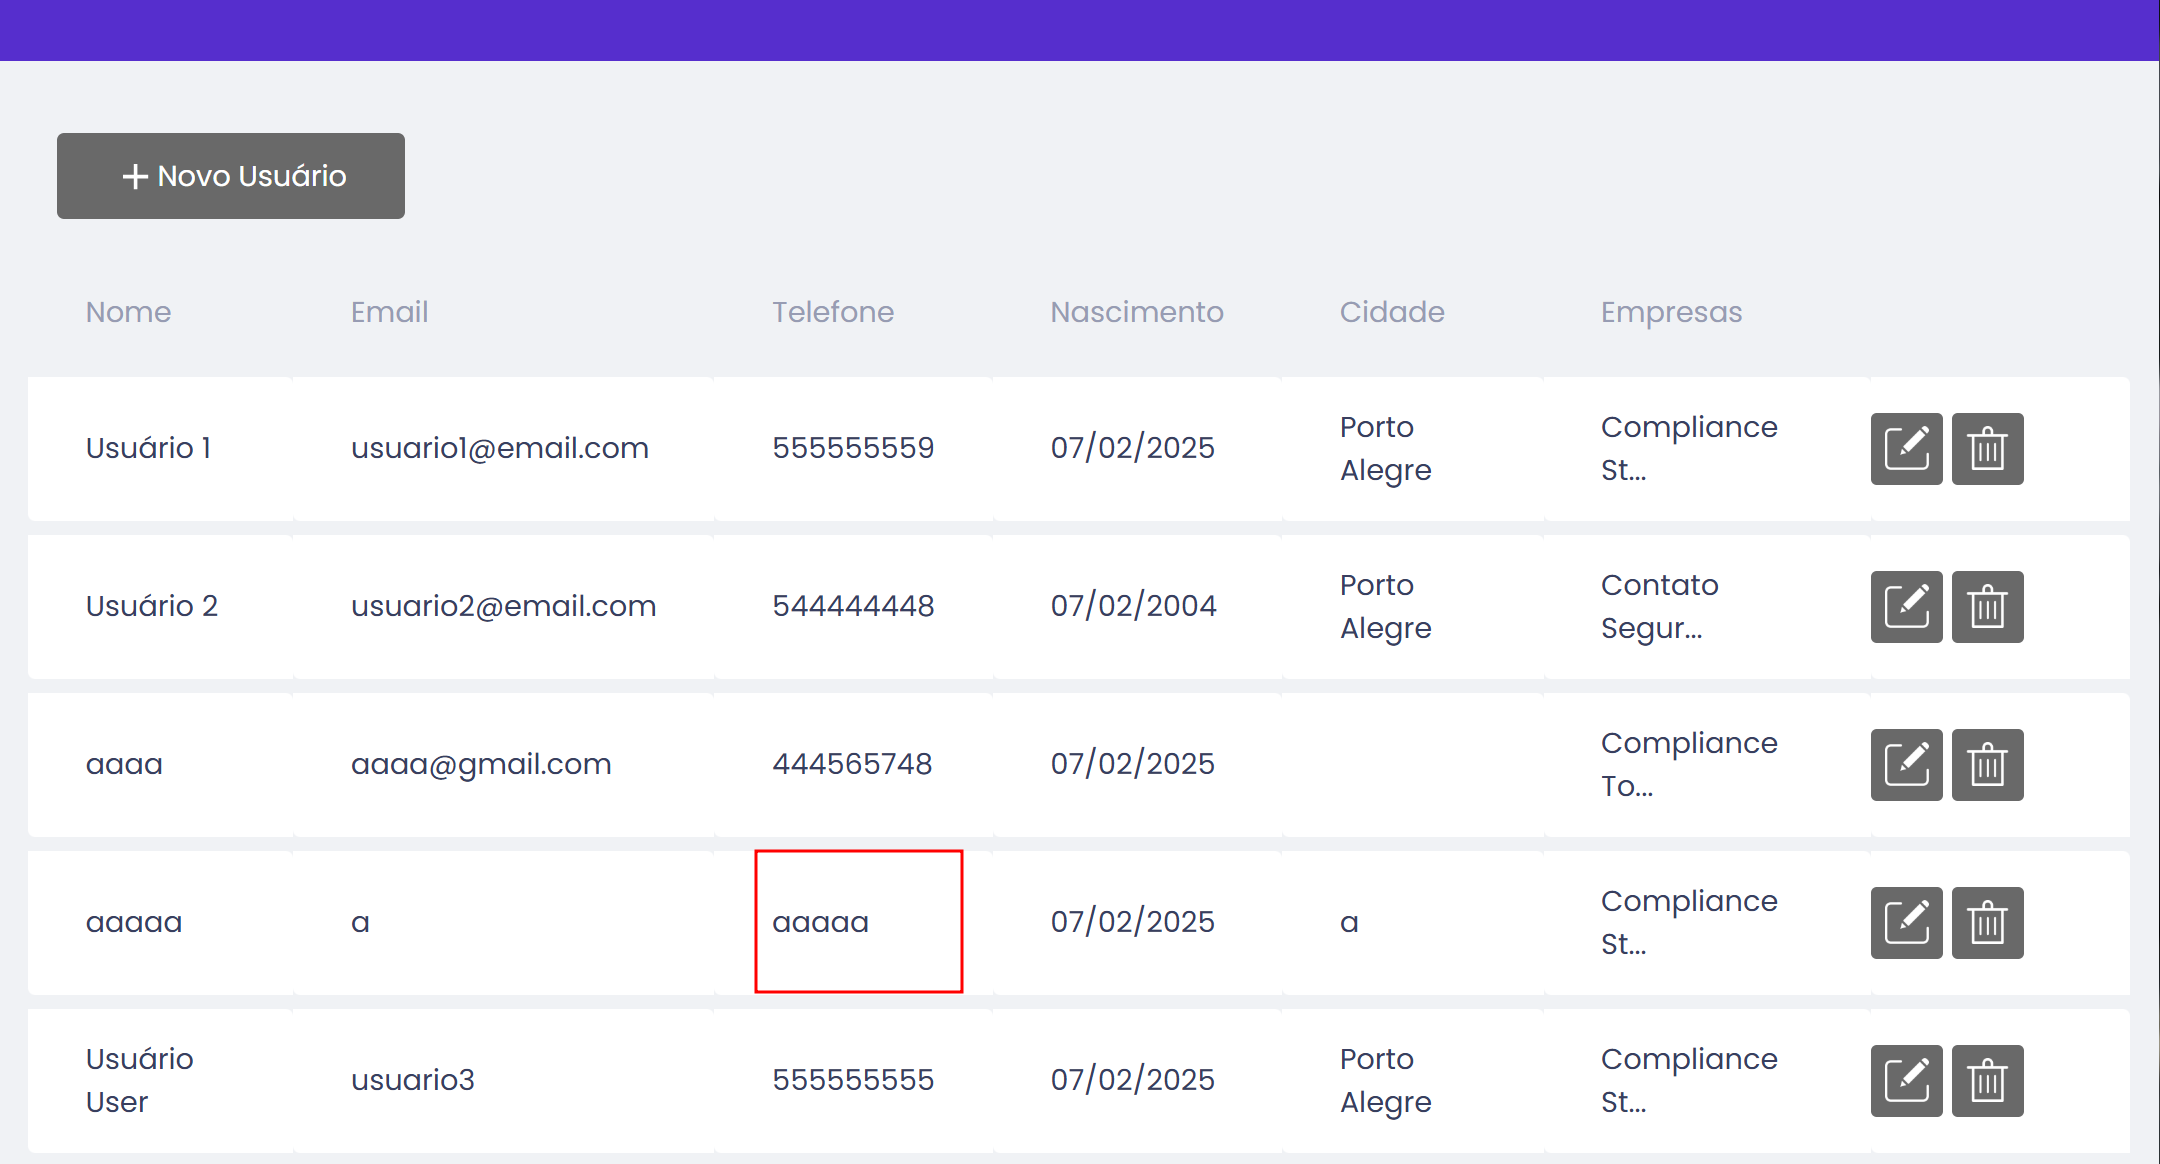 Novo Usuário
Nome Email Telefone Nascimento Cidade Empresas
Usuário 1 usuario1@email.com 555555559 07/02/2025 Porto Alegre Compliance St...
Usuário 2 usuario2@email.com 544444448 07/02/2004 Porto Alegre Contato Segur...
aaaa aaaa@gmail.com 444565748 07/02/2025 Compliance To...
aaaaa a aaaaa 07/02/2025 a Compliance St...
Usuário User usuario3 555555555 07/02/2025 Porto Alegre Compliance St...